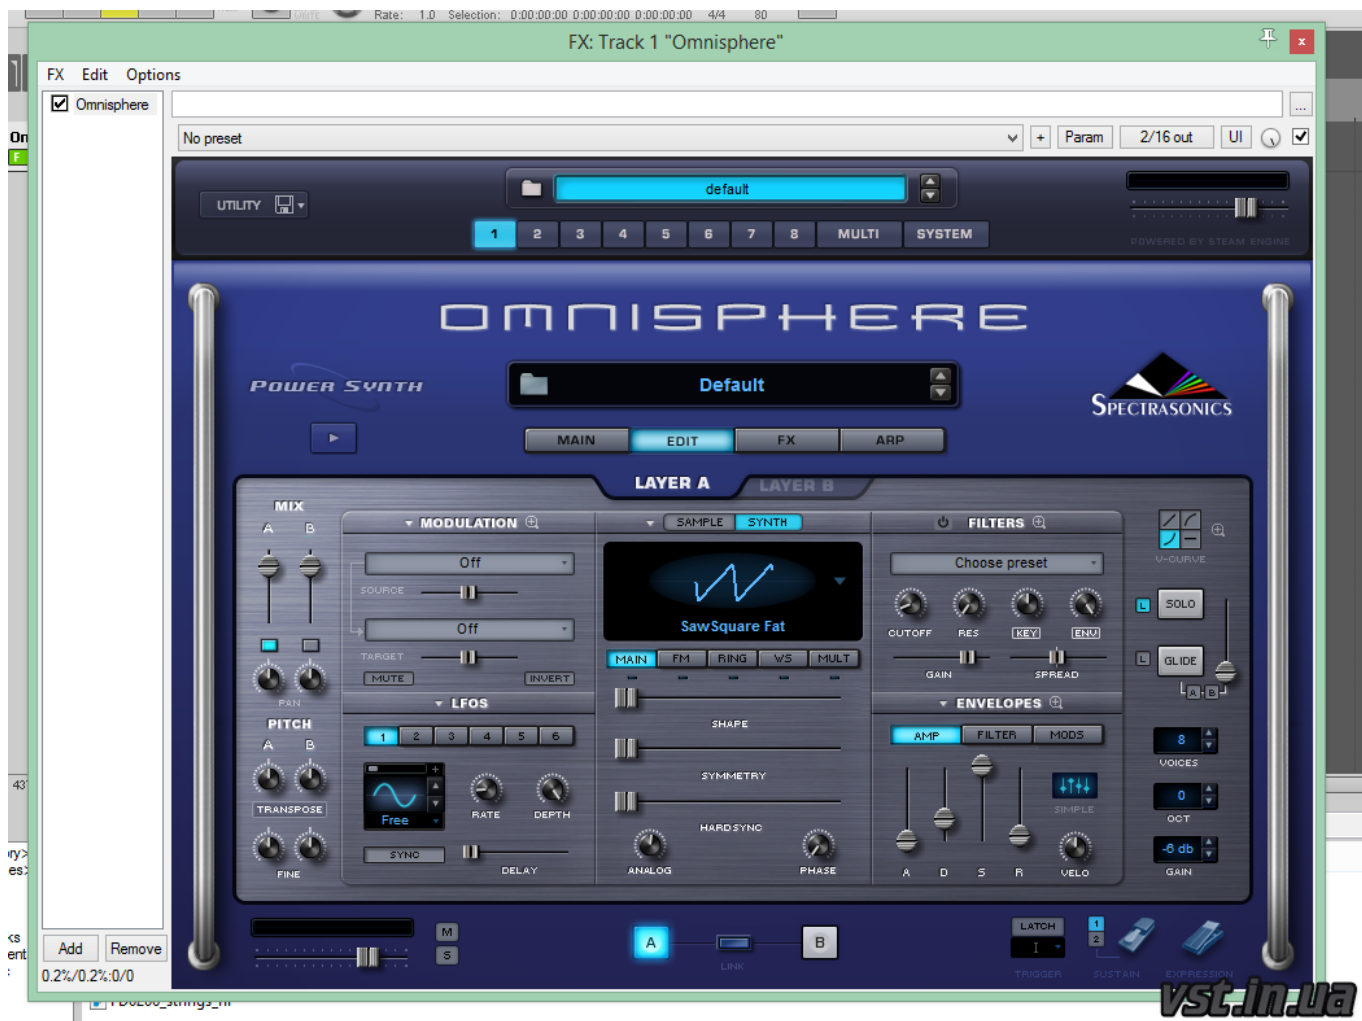 Rate: 1.0 Selection: 0:00:00:00 0:00:00:00 0:00:00:00 4/4 80
FX: Track 1 "Omnisphere"
FX Edit Options
Omnisphere
...
No preset + Param 2/16 out UI
On
F
default
UTILITY
1 2 3 4 5 6 7 8 MULTI SYSTEM
POWERED BY STEAM ENGINE
OMNISPHERE
POWER SYNTH
Default
SPECTRASONICS
MAIN EDIT FX ARP
LAYER A LAYER B
MIX
A B
MODULATION
SAMPLE SYNTH
FILTERS
V-CURVE
Off
Choose preset
SOURCE
SawSquare Fat
CUTOFF RES KEY ENV
L SOLO
Off
TARGET
MUTE INVERT
MAIN FM RING WS MULT
GAIN SPREAD
L GLIDE
A B
PAN
LFOS
SHAPE
ENVELOPES
PITCH
A B
1 2 3 4 5 6
AMP FILTER MODS
8
VOICES
SYMMETRY
TRANSPOSE
Free
RATE DEPTH
SIMPLE
0
OCT
HARD SYNC
SYNC
DELAY
FINE
ANALOG PHASE
A D S R VELO
-6 db
GAIN
437
M
S
A B
LINK
LATCH
I
TRIGGER
1
2
SUSTAIN EXPRESSION
Add Remove
0.2%/0.2%:0/0
vst.in.ua